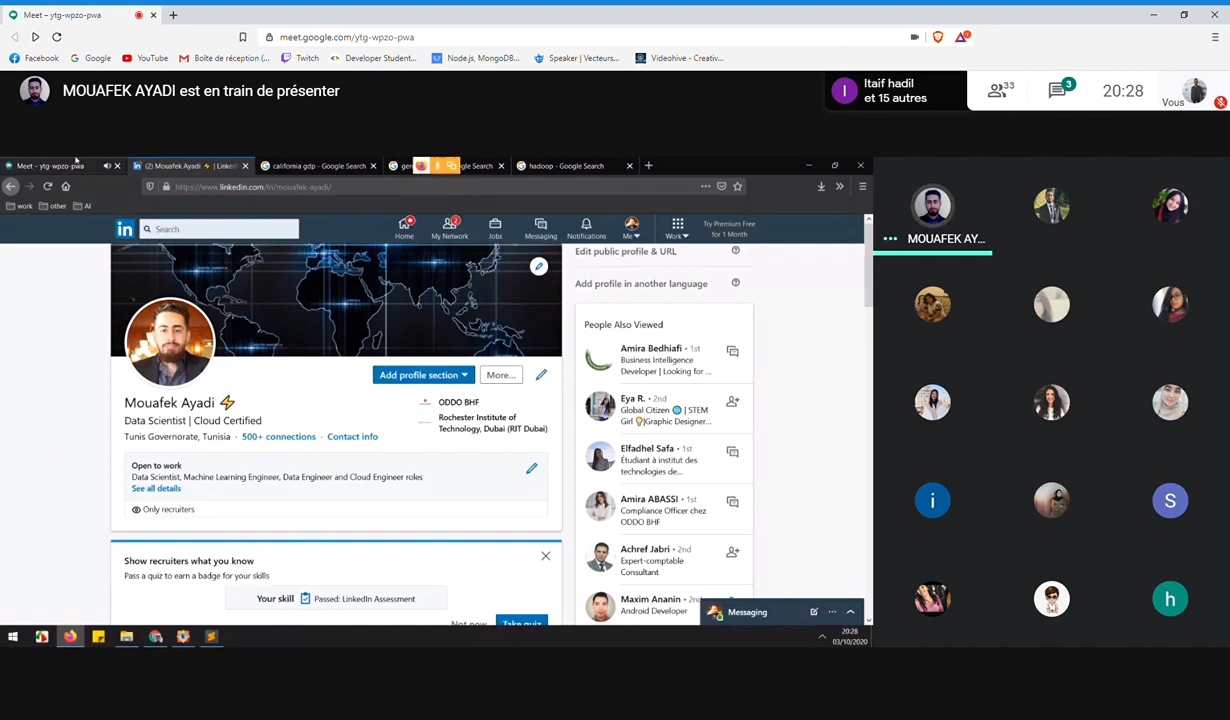 Meet – ytg-wpzo-pwa
meet.google.com/ytg-wpzo-pwa
1
Facebook
Google
YouTube
Boîte de réception (...
Twitch
Developer Student...
Node.js, MongoDB...
Speaker | Vecteurs...
Videohive - Creativ...
MOUAFEK AYADI est en train de présenter
I
Itaif hadil
et 15 autres
33
3
20:28
Vous
Meet – ytg-wpzo-pwa
(2) Mouafek Ayadi ⚡ | Linked
california gdp - Google Search
gle Search
hadoop - Google Search
https://www.linkedin.com/in/mouafek-ayadi/
work
other
AI
in
Search
Home
2
My Network
Jobs
Messaging
Notifications
Me
Work
Try Premium Free
for 1 Month
Edit public profile & URL
Add profile in another language
Add profile section
More...
Mouafek Ayadi ⚡
Data Scientist | Cloud Certified
Tunis Governorate, Tunisia · 500+ connections · Contact info
ODDO BHF
Rochester Institute of
Technology, Dubai (RIT Dubai)
Open to work
Data Scientist, Machine Learning Engineer, Data Engineer and Cloud Engineer roles
See all details
Only recruiters
Show recruiters what you know
Pass a quiz to earn a badge for your skills
Your skill
Passed: LinkedIn Assessment
Not now
Take quiz
People Also Viewed
Amira Bedhiafi • 1st
Business Intelligence
Developer | Looking for ...
Eya R. • 2nd
Global Citizen 🌐 | STEM
Girl 💡|Graphic Designer...
Elfadhel Safa • 1st
Étudiant à institut des
technologies de...
Amira ABASSI • 1st
Compliance Officer chez
ODDO BHF
Achref Jabri • 2nd
Expert-comptable
Consultant
Maxim Ananin • 2nd
Android Developer
Messaging
20:28
03/10/2020
MOUAFEK AY...
i
S
h